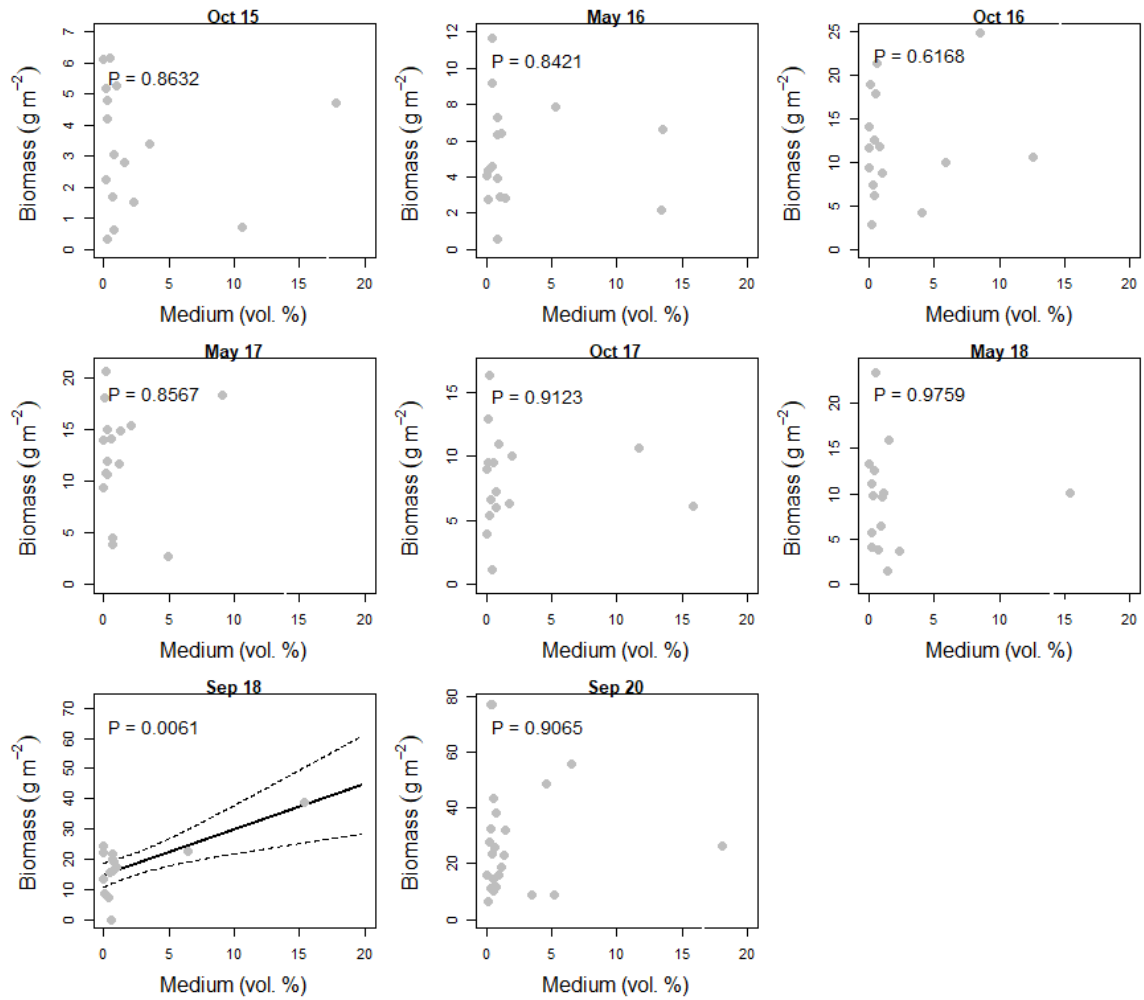 Oct 15
P = 0.8632
Biomass (g m⁻²)
0 1 2 3 4 5 6 7
0 5 10 15 20
Medium (vol. %)
May 16
P = 0.8421
Biomass (g m⁻²)
0 2 4 6 8 10 12
0 5 10 15 20
Medium (vol. %)
Oct 16
P = 0.6168
Biomass (g m⁻²)
0 5 10 15 20 25
0 5 10 15 20
Medium (vol. %)
May 17
P = 0.8567
Biomass (g m⁻²)
0 5 10 15 20
0 5 10 15 20
Medium (vol. %)
Oct 17
P = 0.9123
Biomass (g m⁻²)
0 5 10 15
0 5 10 15 20
Medium (vol. %)
May 18
P = 0.9759
Biomass (g m⁻²)
0 5 10 15 20
0 5 10 15 20
Medium (vol. %)
Sep 18
P = 0.0061
Biomass (g m⁻²)
0 10 20 30 40 50 60 70
0 5 10 15 20
Medium (vol. %)
Sep 20
P = 0.9065
Biomass (g m⁻²)
0 20 40 60 80
0 5 10 15 20
Medium (vol. %)